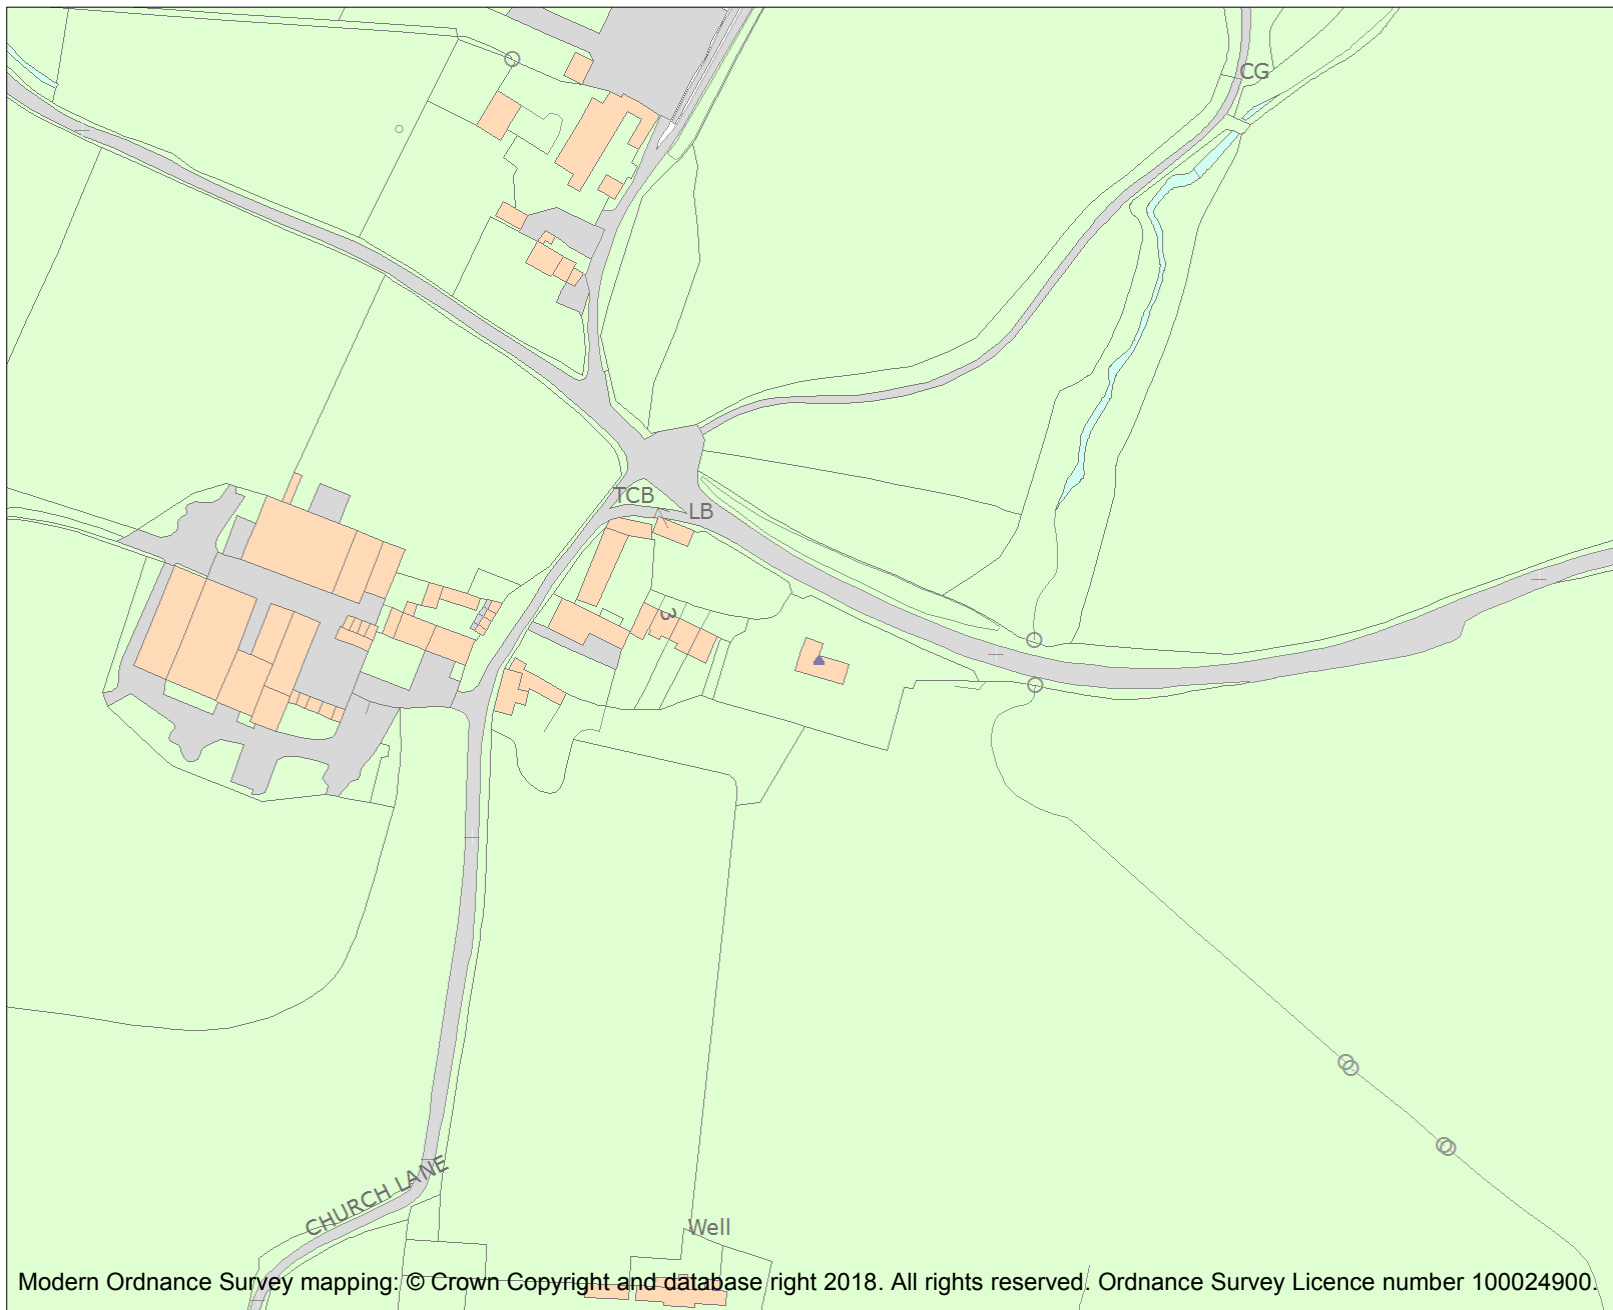 CG
TCB
LB
3
CHURCH LANE
Well
Modern Ordnance Survey mapping: © Crown Copyright and database right 2018. All rights reserved. Ordnance Survey Licence number 100024900.